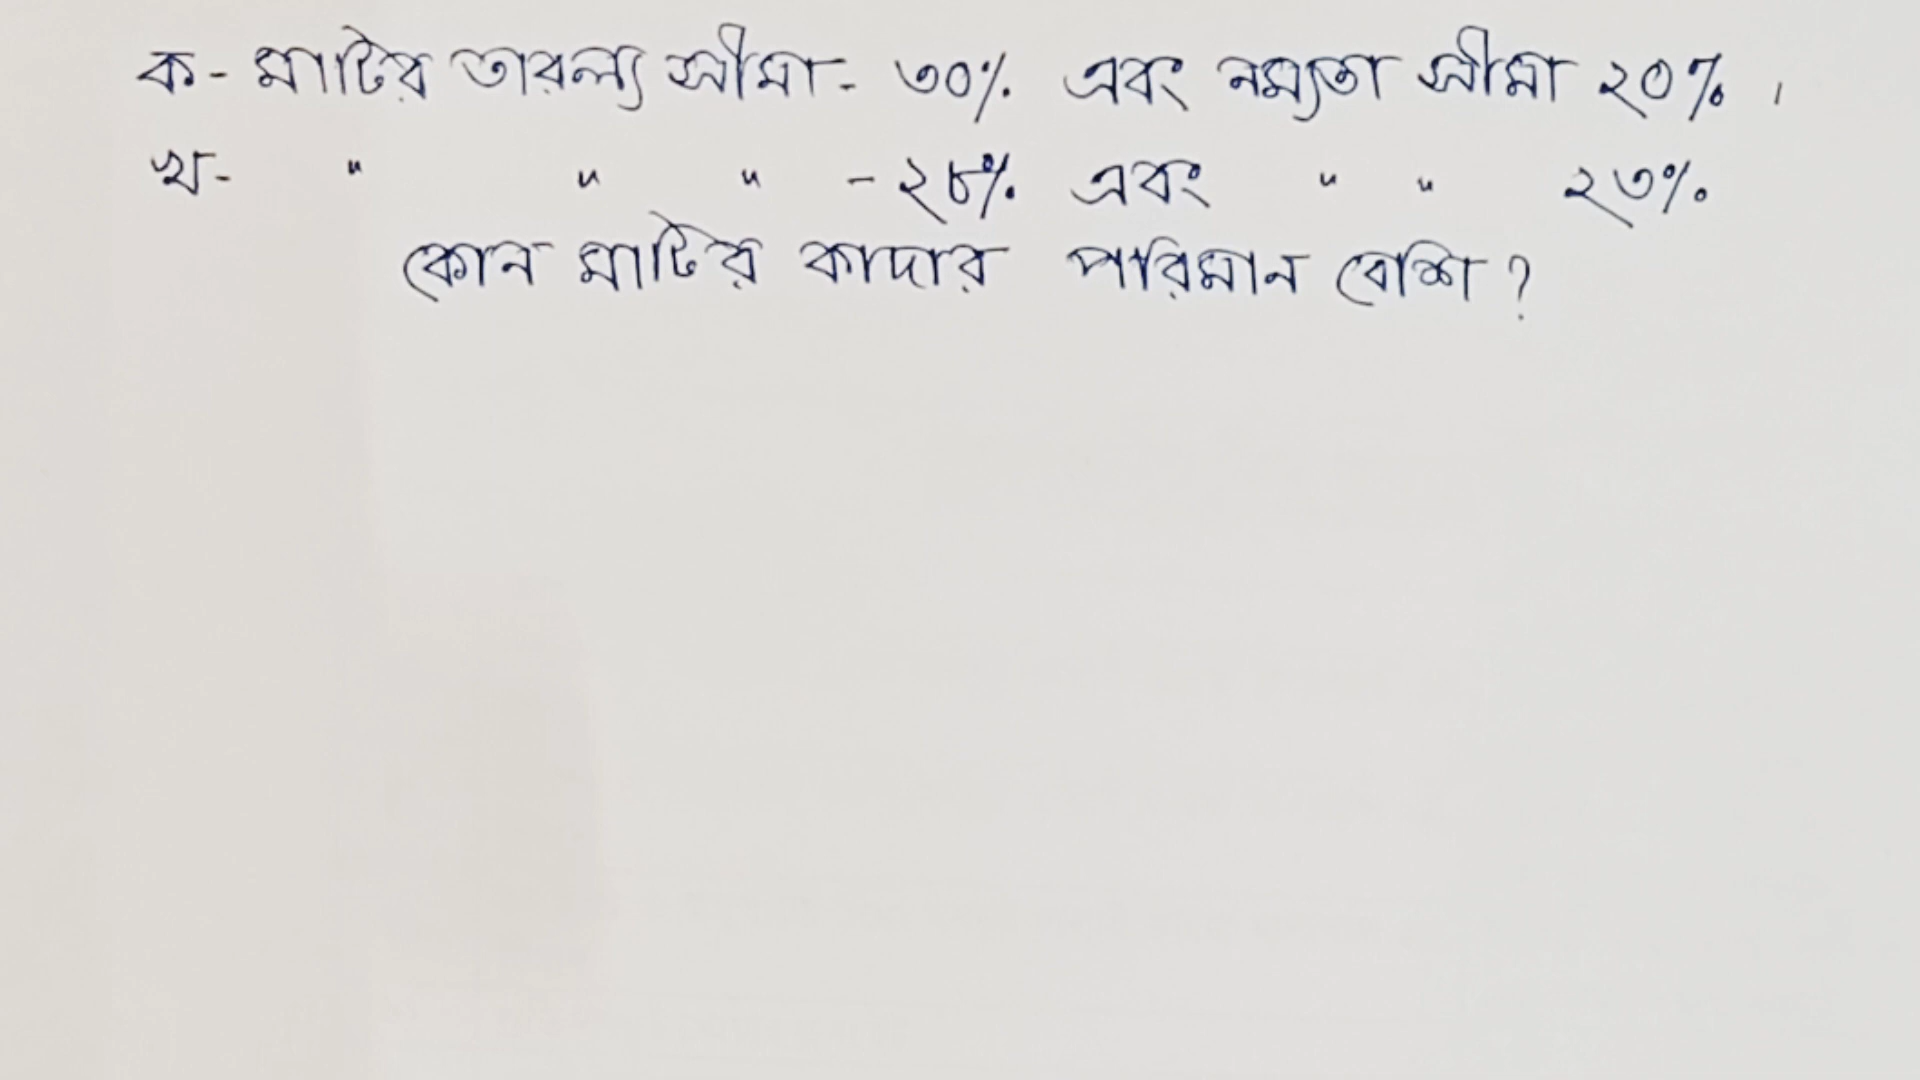 ক - মাটির তারল্য সীমা - ৩০% এবং নম্যতা সীমা ২০% ।
খ - " " " - ২৮% এবং " " ২৩%
কোন মাটির কাদার পরিমান বেশি ?